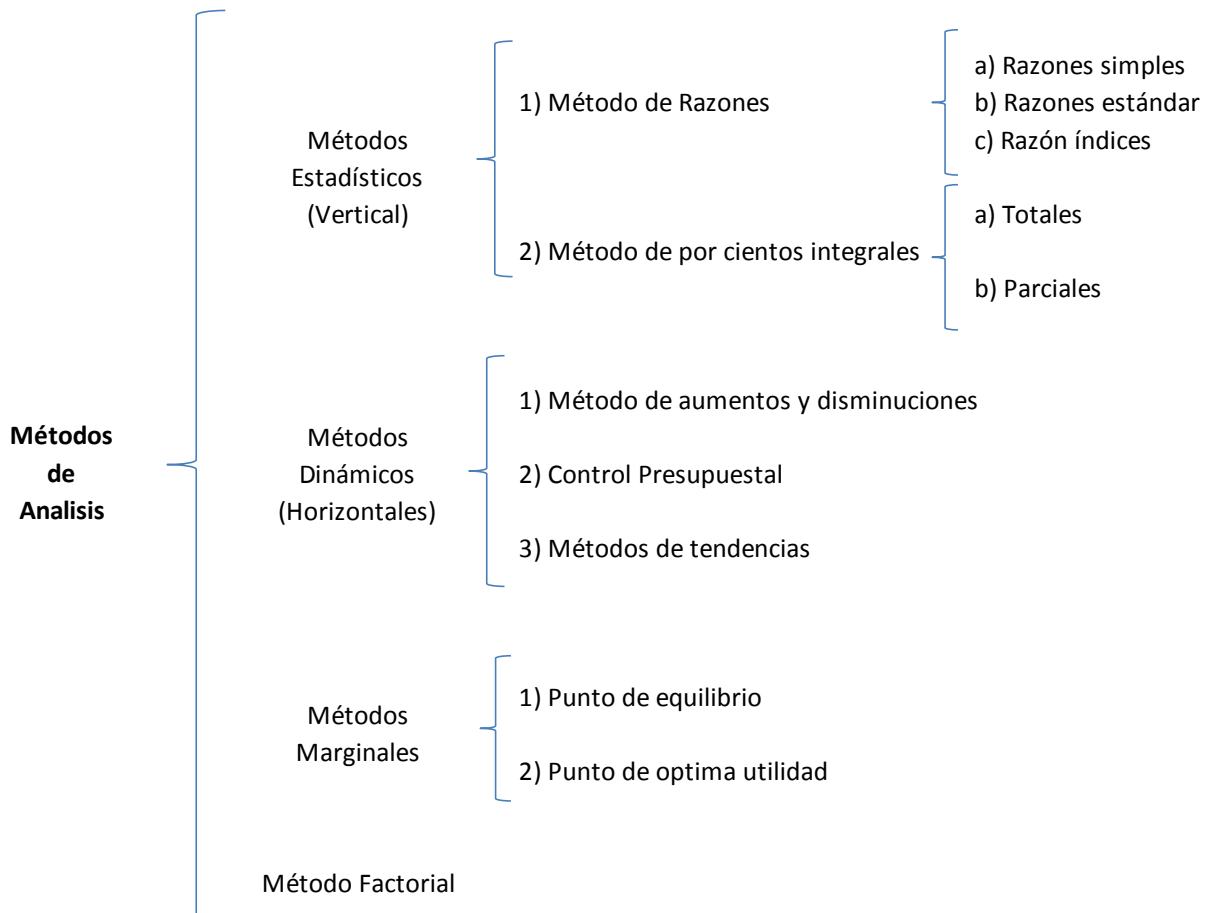 Métodos
de
Analisis
Métodos
Estadísticos
(Vertical)
1) Método de Razones
a) Razones simples
b) Razones estándar
c) Razón índices
2) Método de por cientos integrales
a) Totales
b) Parciales
Métodos
Dinámicos
(Horizontales)
1) Método de aumentos y disminuciones
2) Control Presupuestal
3) Métodos de tendencias
Métodos
Marginales
1) Punto de equilibrio
2) Punto de optima utilidad
Método Factorial